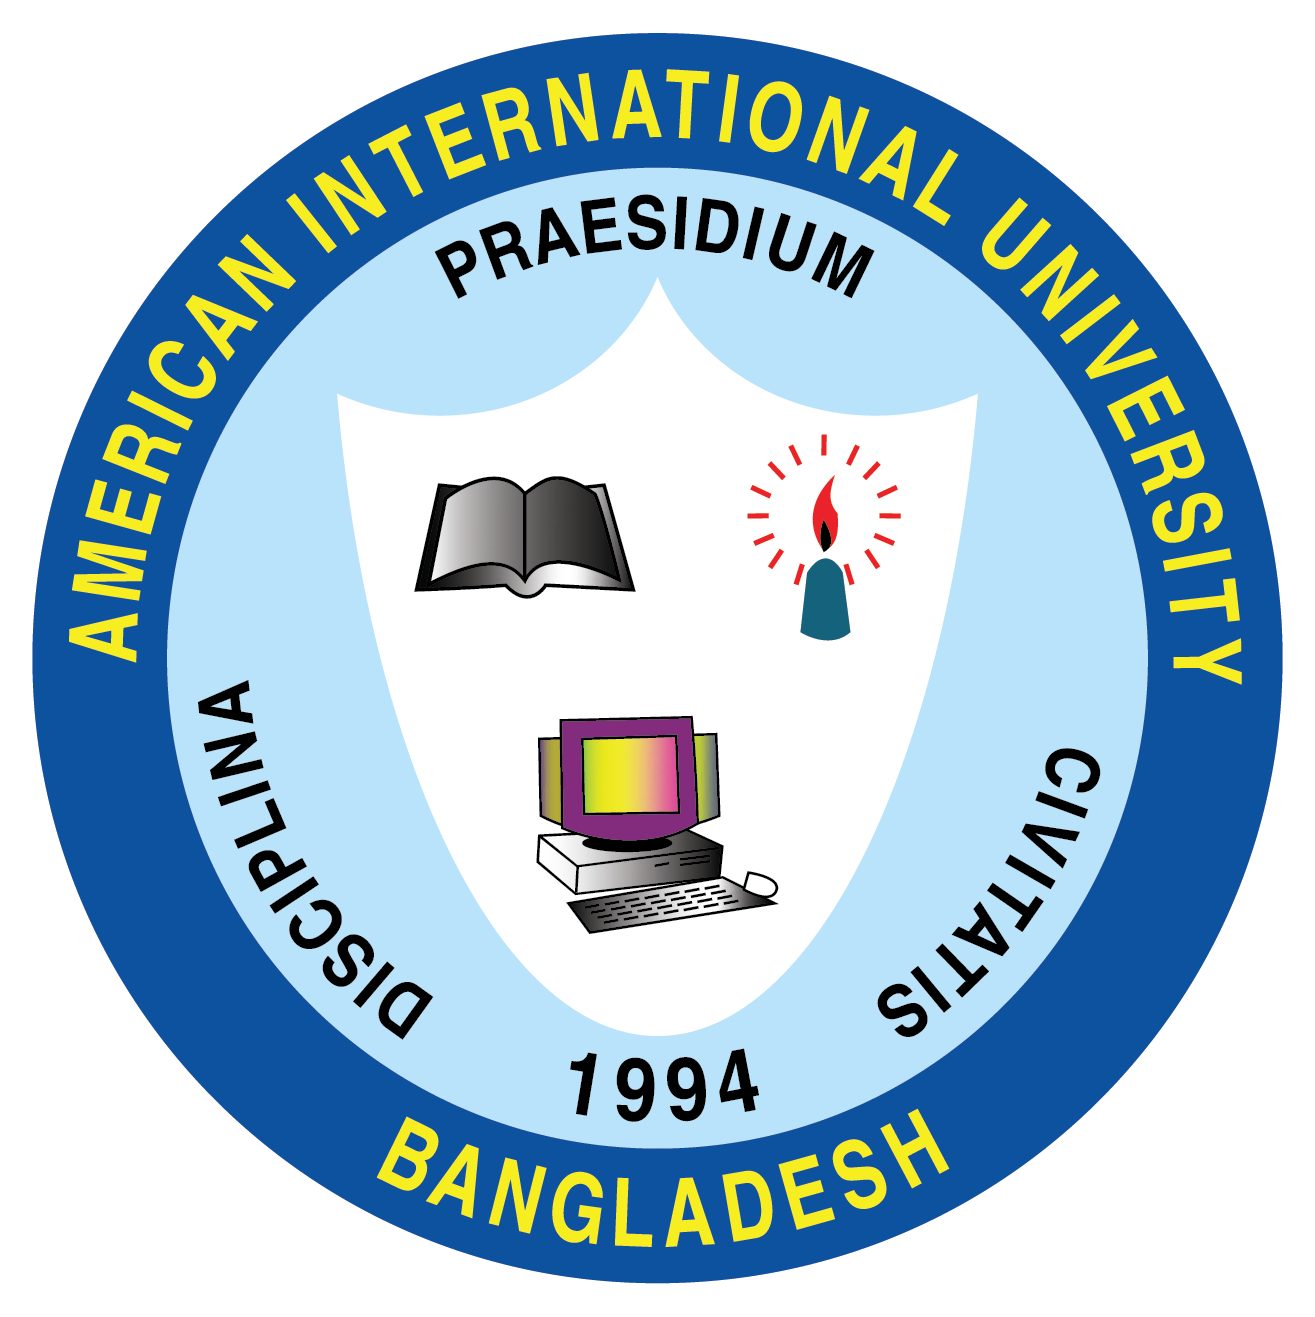 AMERICAN INTERNATIONAL UNIVERSITY
PRAESIDIUM
DISCIPLINA
CIVITATIS
1994
BANGLADESH